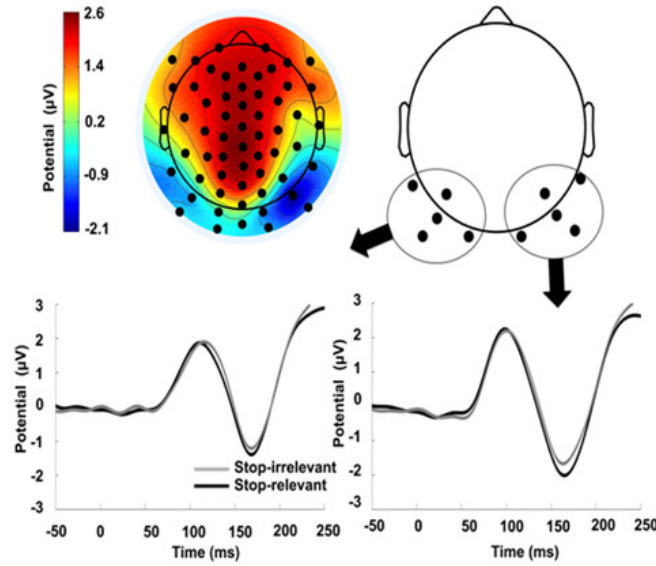 2.6
1.4
0.2
-0.9
-2.1
Potential (µV)
3
2
1
0
-1
-2
-3
Potential (µV)
Stop-irrelevant
Stop-relevant
-50 0 50 100 150 200 250
Time (ms)
3
2
1
0
-1
-2
-3
Potential (µV)
-50 0 50 100 150 200 250
Time (ms)